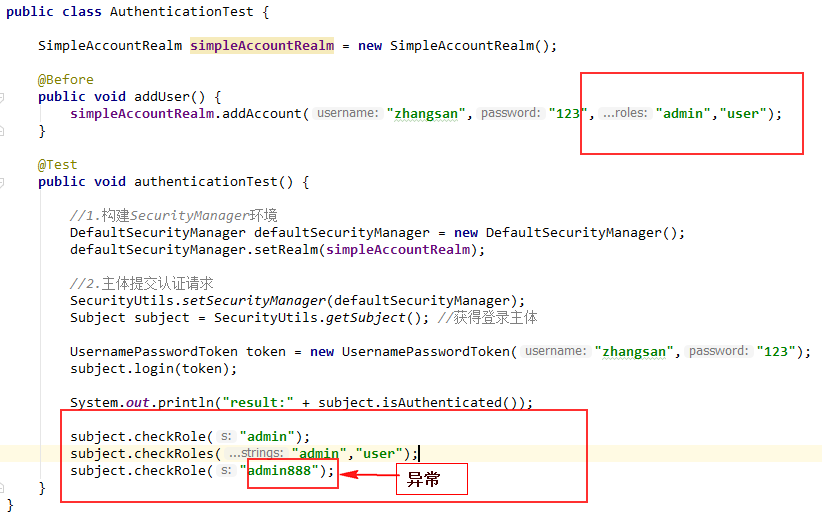 public class AuthenticationTest {
SimpleAccountRealm simpleAccountRealm = new SimpleAccountRealm();
@Before
public void addUser() {
simpleAccountRealm.addAccount( username: "zhangsan", password: "123", ...roles: "admin","user");
}
@Test
public void authenticationTest() {
//1.构建SecurityManager环境
DefaultSecurityManager defaultSecurityManager = new DefaultSecurityManager();
defaultSecurityManager.setRealm(simpleAccountRealm);
//2.主体提交认证请求
SecurityUtils.setSecurityManager(defaultSecurityManager);
Subject subject = SecurityUtils.getSubject(); //获得登录主体
UsernamePasswordToken token = new UsernamePasswordToken( username: "zhangsan", password: "123");
subject.login(token);
System.out.println("result:" + subject.isAuthenticated());
subject.checkRole( s: "admin");
subject.checkRoles( ...strings: "admin","user");
subject.checkRole( s: "admin888"); 异常
}
}